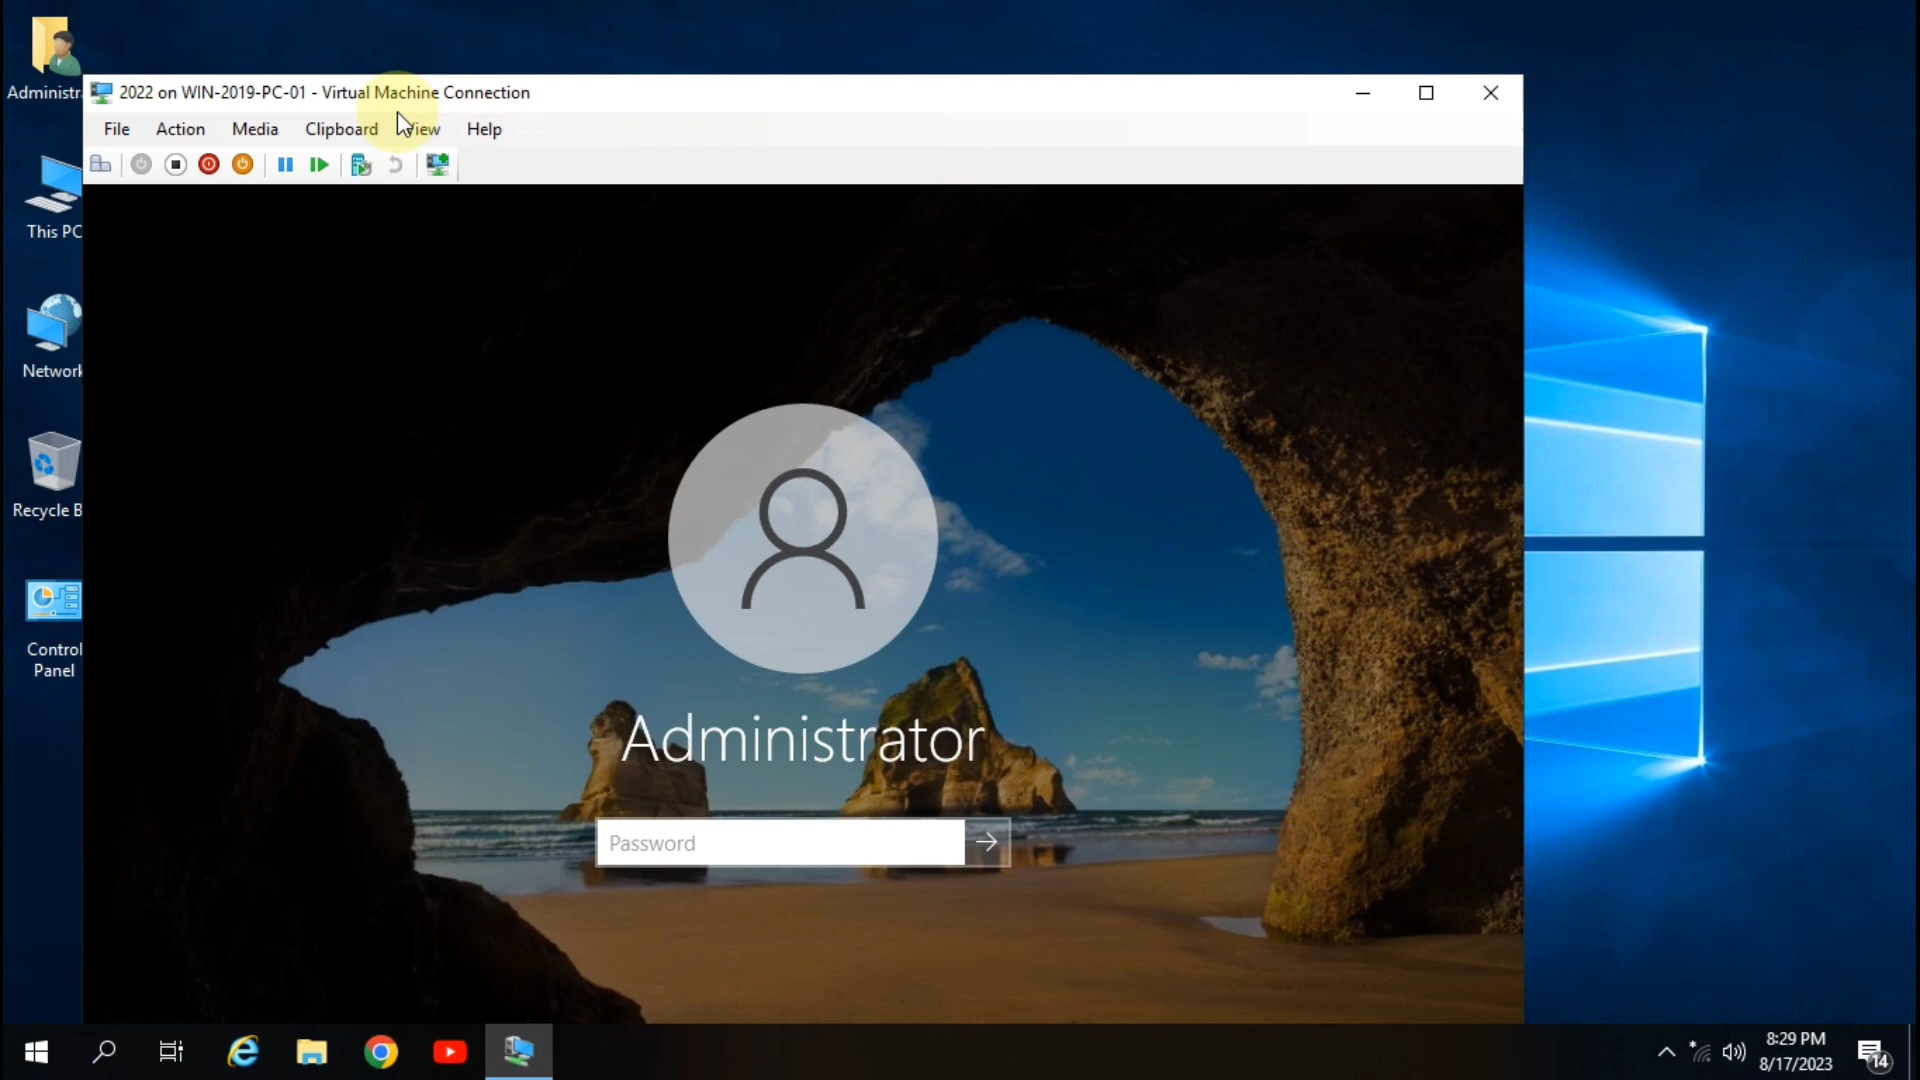 Administra
2022 on WIN-2019-PC-01 - Virtual Machine Connection
File Action Media Clipboard View Help
This PC
Network
Recycle B
Control
Panel
Administrator
Password
8:29 PM
8/17/2023
14